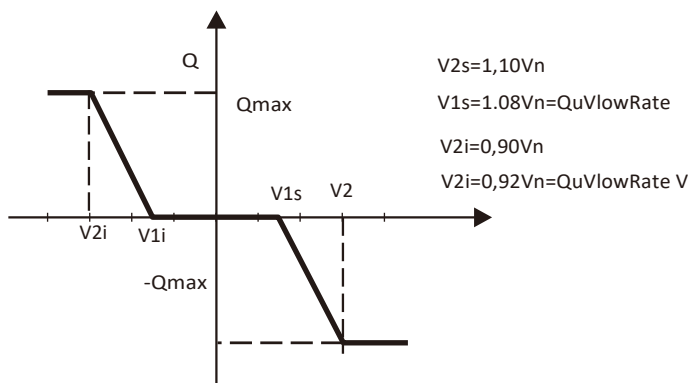 Q
Qmax
V2s=1,10Vn
V1s=1.08Vn=QuVlowRate
V2i=0,90Vn
V2i=0,92Vn=QuVlowRate V
V1s
V2
V2i
V1i
-Qmax